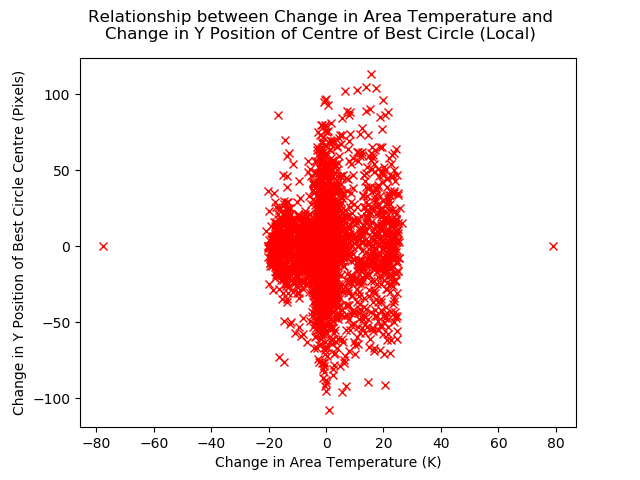 Relationship between Change in Area Temperature and
Change in Y Position of Centre of Best Circle (Local)
Change in Y Position of Best Circle Centre (Pixels)
100
50
0
−50
−100
−80 −60 −40 −20 0 20 40 60 80
Change in Area Temperature (K)